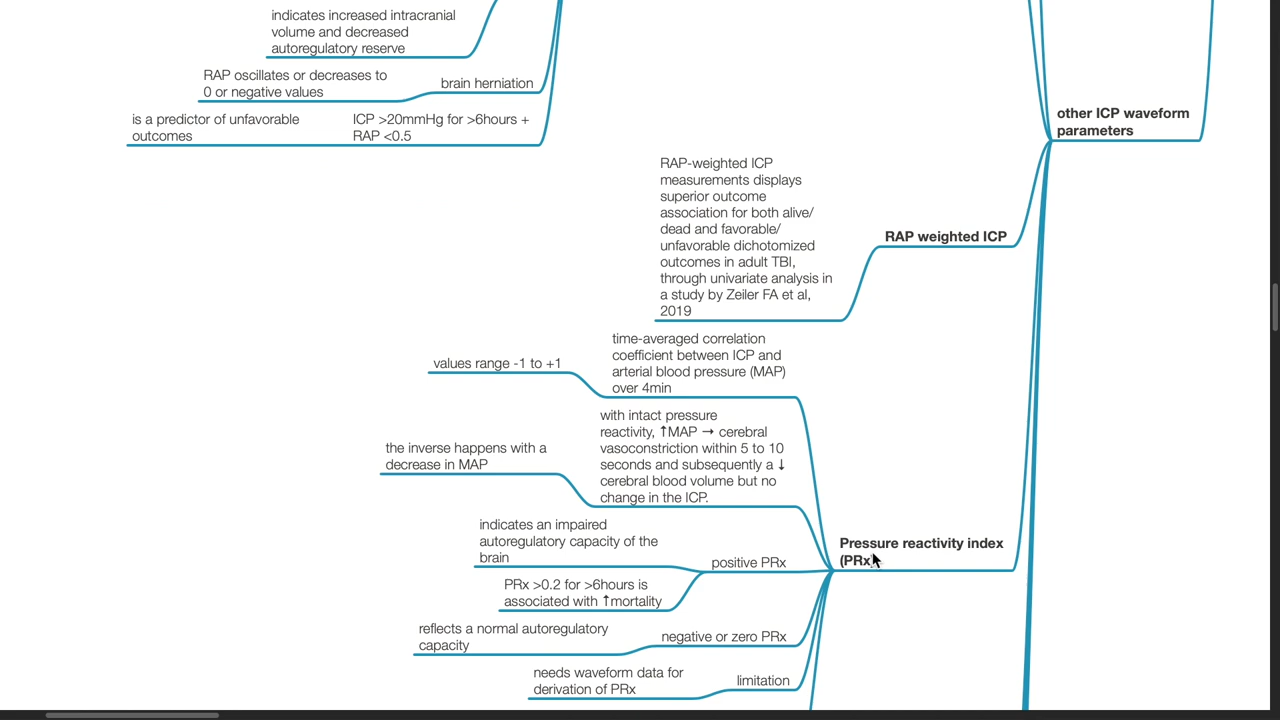 indicates increased intracranial
volume and decreased
autoregulatory reserve
RAP oscillates or decreases to
0 or negative values
brain herniation
is a predictor of unfavorable
outcomes
ICP >20mmHg for >6hours +
RAP <0.5
other ICP waveform
parameters
RAP-weighted ICP
measurements displays
superior outcome
association for both alive/
dead and favorable/
unfavorable dichotomized
outcomes in adult TBI,
through univariate analysis in
a study by Zeiler FA et al,
2019
RAP weighted ICP
values range -1 to +1
time-averaged correlation
coefficient between ICP and
arterial blood pressure (MAP)
over 4min
the inverse happens with a
decrease in MAP
with intact pressure
reactivity, ↑MAP → cerebral
vasoconstriction within 5 to 10
seconds and subsequently a ↓
cerebral blood volume but no
change in the ICP.
indicates an impaired
autoregulatory capacity of the
brain
positive PRx
PRx >0.2 for >6hours is
associated with ↑mortality
Pressure reactivity index
(PRx)
reflects a normal autoregulatory
capacity
negative or zero PRx
needs waveform data for
derivation of PRx
limitation